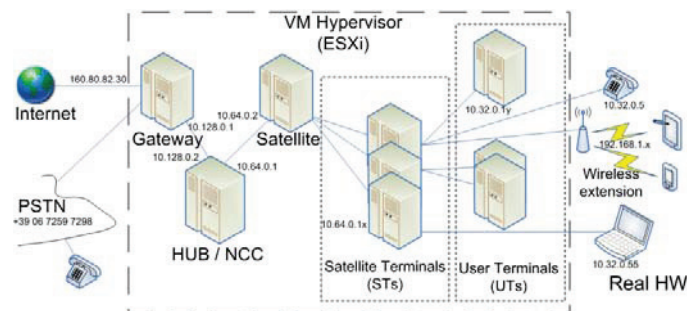 VM Hypervisor
(ESXi)
160.80.82.30
Internet
Gateway
10.128.0.1
10.64.0.2
Satellite
10.32.0.1y
10.32.0.5
192.168.1.x
Wireless
extension
10.128.0.2
10.64.0.1
PSTN
+39 06 7259 7298
HUB / NCC
10.64.0.1x
Satellite Terminals
(STs)
User Terminals
(UTs)
10.32.0.55
Real HW